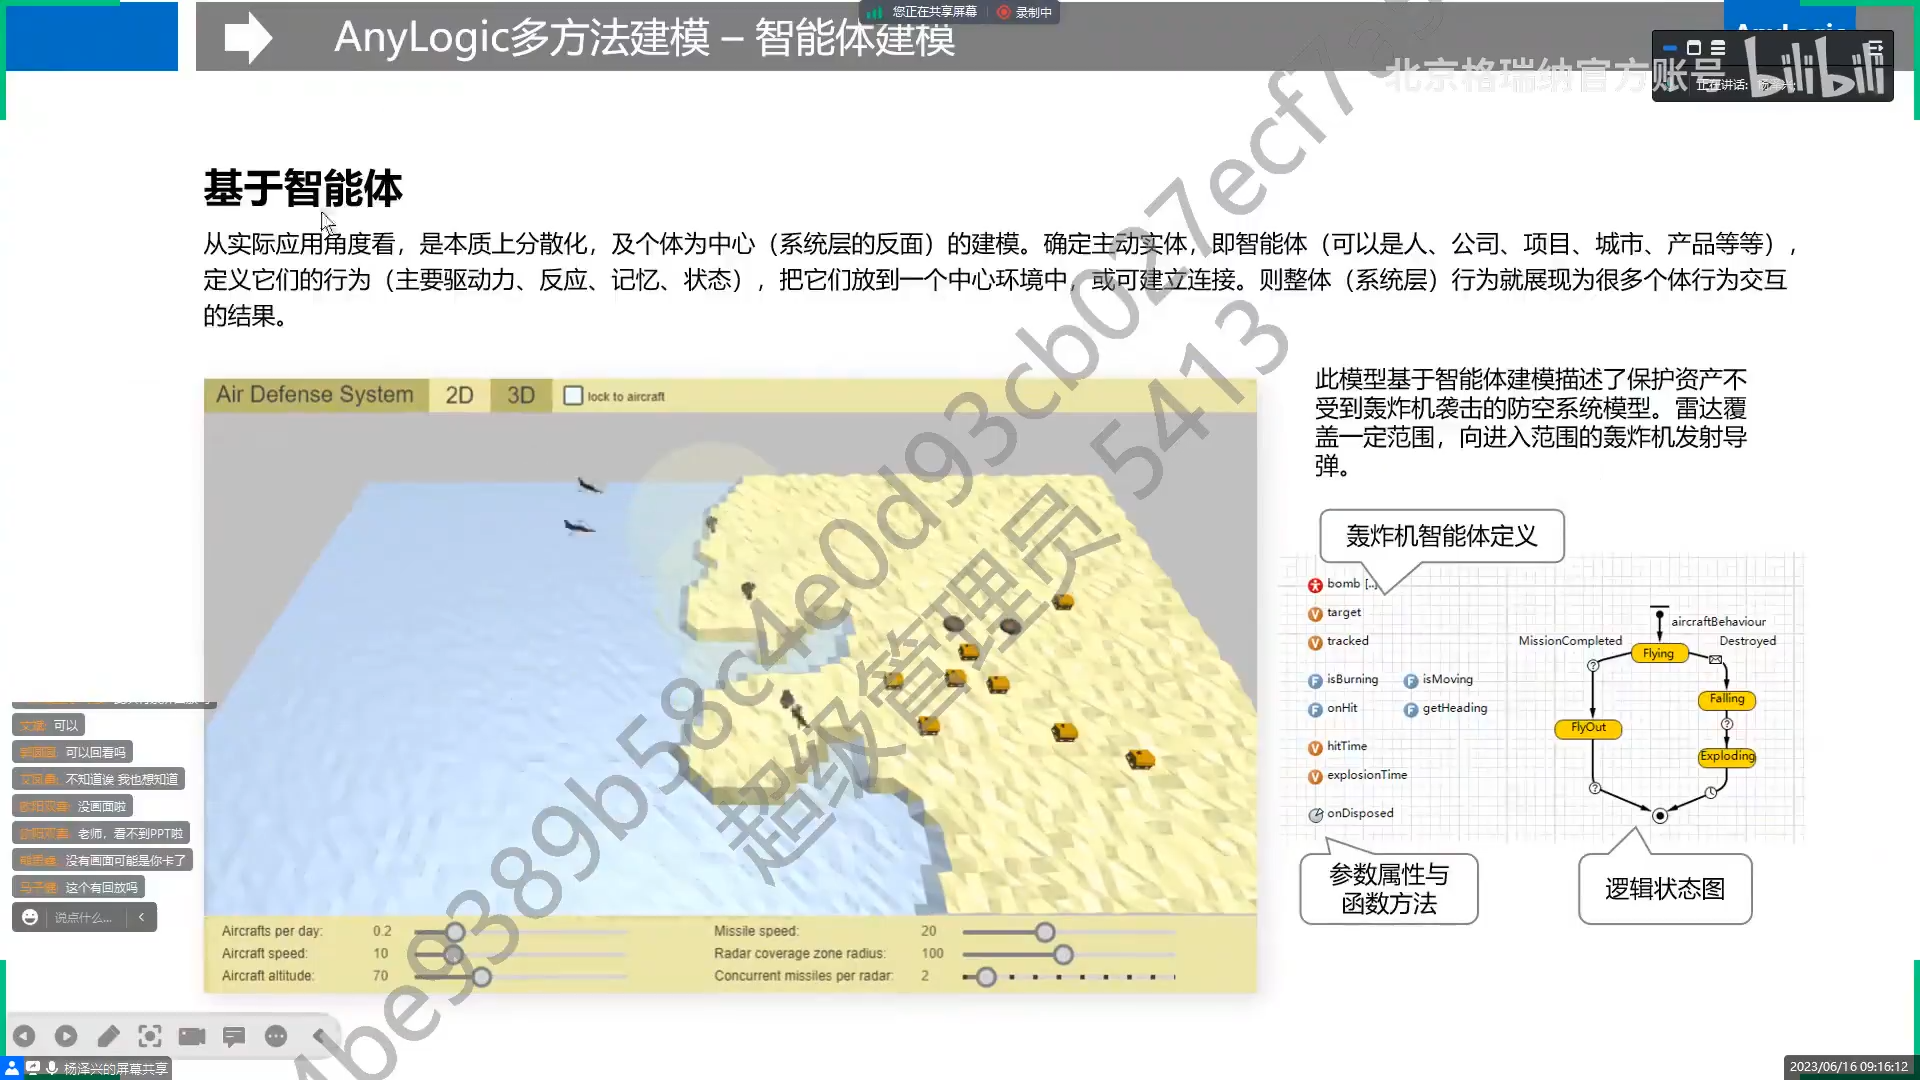 您正在共享屏幕 录制中
AnyLogic多方法建模 – 智能体建模
北京格瑞纳官方账号 bilibili
正在讲话:
基于智能体
从实际应用角度看，是本质上分散化，及个体为中心（系统层的反面）的建模。确定主动实体，即智能体（可以是人、公司、项目、城市、产品等等），
定义它们的行为（主要驱动力、反应、记忆、状态），把它们放到一个中心环境中，或可建立连接。则整体（系统层）行为就展现为很多个体行为交互
的结果。
Air Defense System 2D 3D lock to aircraft
此模型基于智能体建模描述了保护资产不
受到轰炸机袭击的防空系统模型。雷达覆
盖一定范围，向进入范围的轰炸机发射导
弹。
轰炸机智能体定义
bomb [..]
target
tracked
isBurning isMoving
onHit getHeading
hitTime
explosionTime
onDisposed
aircraftBehaviour
MissionCompleted Destroyed
Flying
Falling
FlyOut
Exploding
参数属性与
函数方法
逻辑状态图
可以
可以回看吗
不知道诶 我也想知道
没画面啦
老师，看不到PPT啦
没有画面可能是你卡了
这个有回放吗
说点什么...
Aircrafts per day: 0.2
Aircraft speed: 10
Aircraft altitude: 70
Missile speed: 20
Radar coverage zone radius: 100
Concurrent missiles per radar: 2
超级管理员 5413
杨泽兴的屏幕共享
2023/06/16 09:16:12